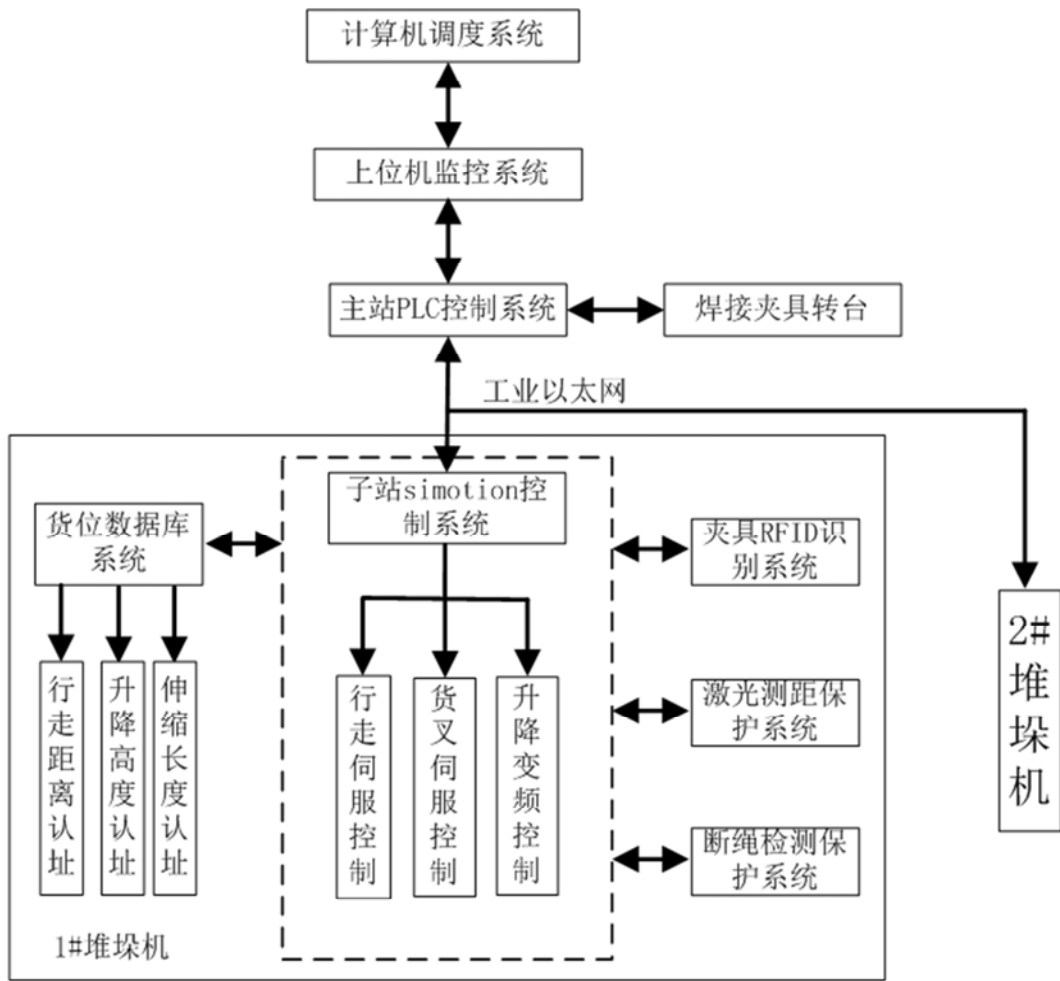 计算机调度系统
上位机监控系统
主站PLC控制系统
焊接夹具转台
工业以太网
子站simotion控
制系统
货位数据库
系统
夹具RFID识
别系统
行走距离认址
升降高度认址
伸缩长度认址
行走伺服控制
货叉伺服控制
升降变频控制
激光测距保
护系统
断绳检测保
护系统
1#堆垛机
2#
堆
垛
机